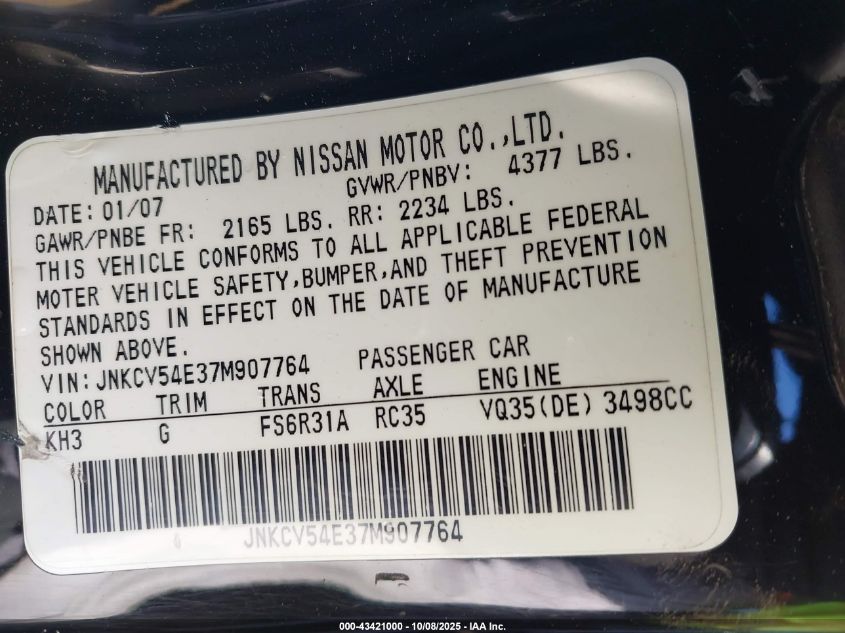 MANUFACTURED BY NISSAN MOTOR CO.,LTD.
DATE: 01/07 GVWR/PNBV: 4377 LBS.
GAWR/PNBE FR: 2165 LBS. RR: 2234 LBS.
THIS VEHICLE CONFORMS TO ALL APPLICABLE FEDERAL
MOTER VEHICLE SAFETY,BUMPER,AND THEFT PREVENTION
STANDARDS IN EFFECT ON THE DATE OF MANUFACTURE
SHOWN ABOVE.
VIN:JNKCV54E37M907764 PASSENGER CAR
COLOR TRIM TRANS AXLE ENGINE
KH3 G FS6R31A RC35 VQ35(DE) 3498CC
JNKCV54E37M907764
000-43421000 - 10/08/2025 - IAA Inc.